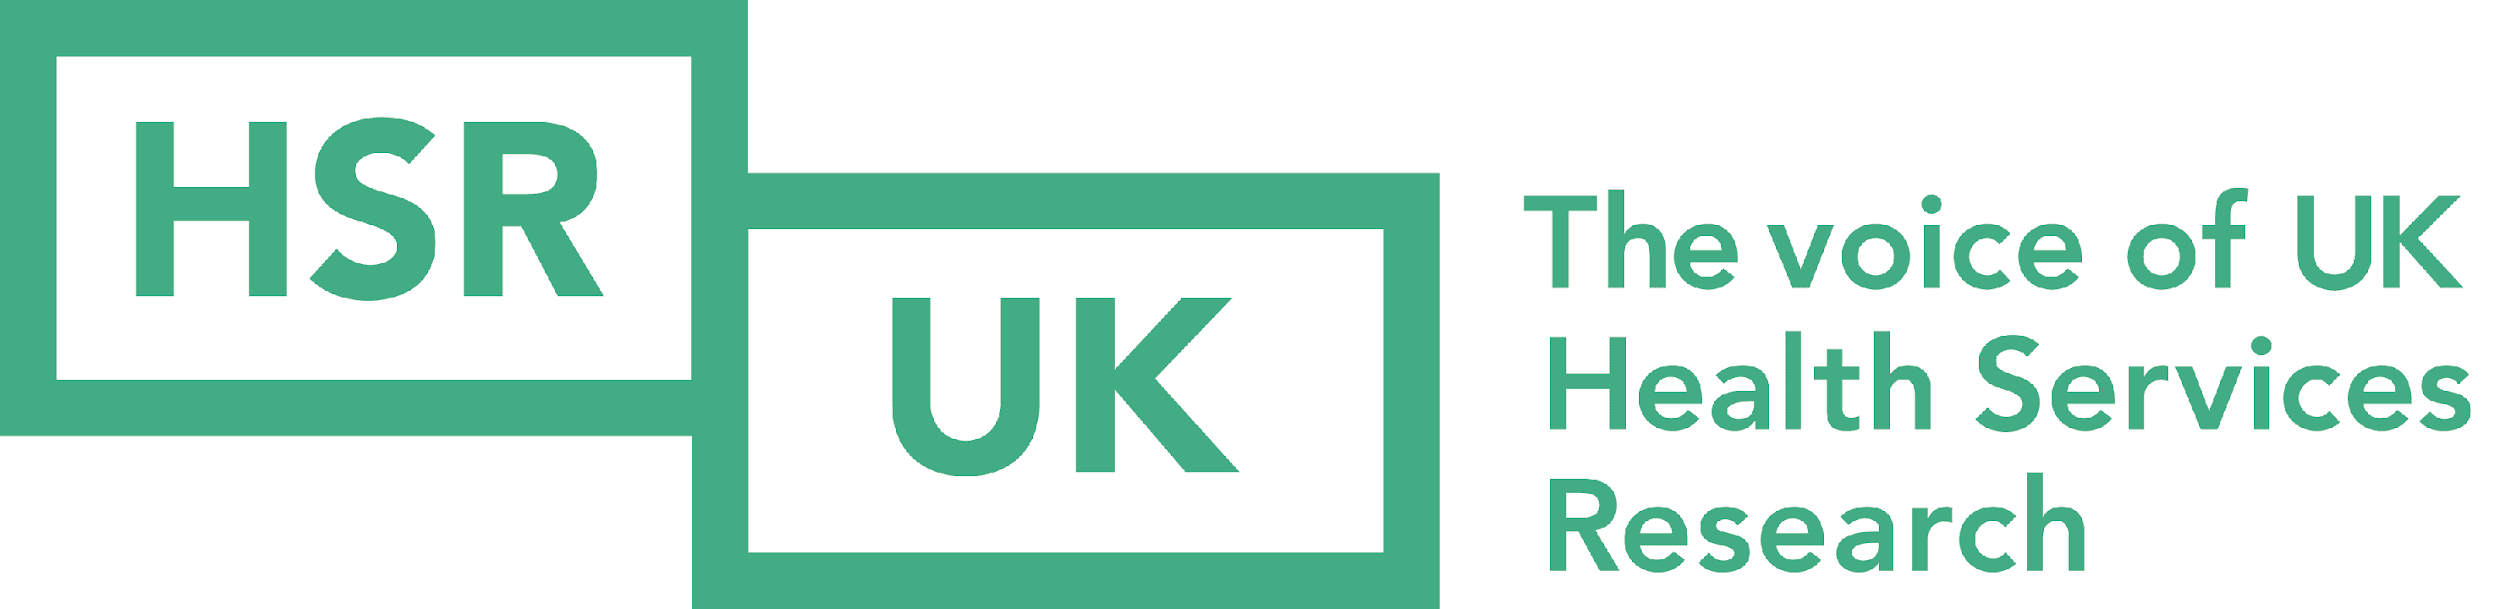 HSR
UK
The voice of UK
Health Services
Research